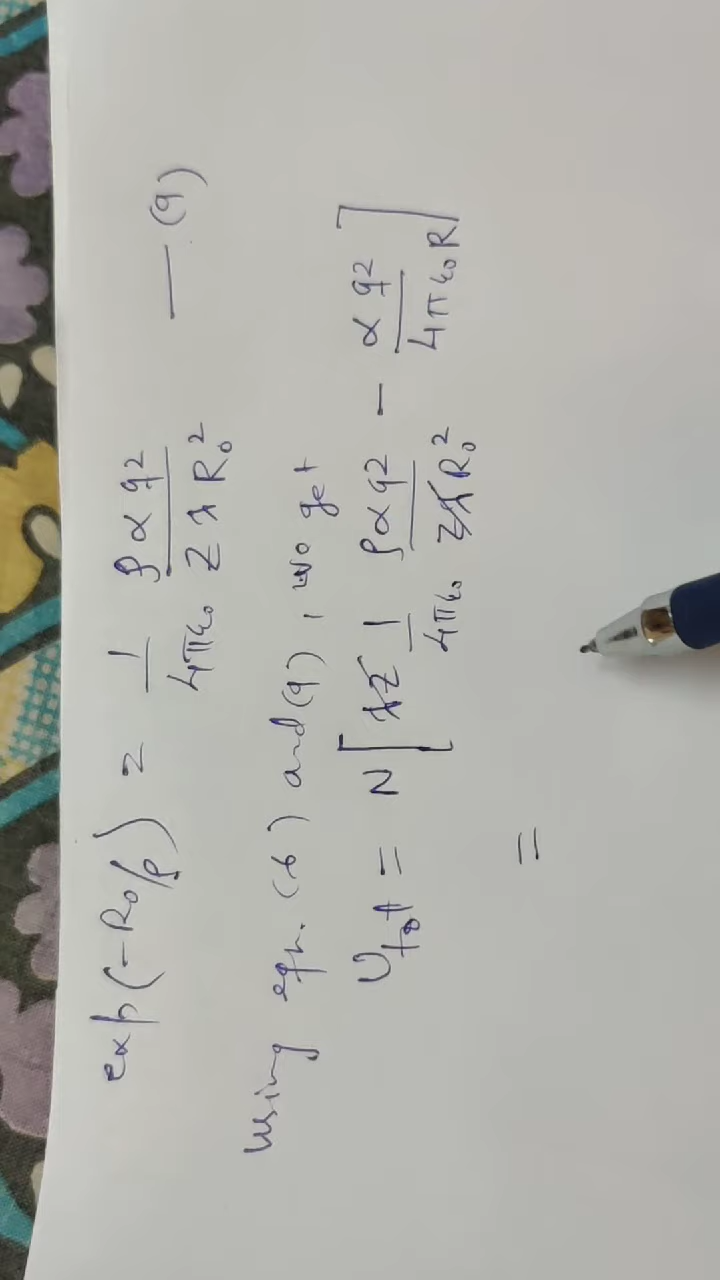 exp(-R₀/ρ) = 1/4πϵ₀ ραq²/zλR₀² — (9)
Using eqn. (6) and (9), we get
U_tot = N[λz 1/4πϵ₀ ραq²/zλR₀² - αq²/4πϵ₀R]
=